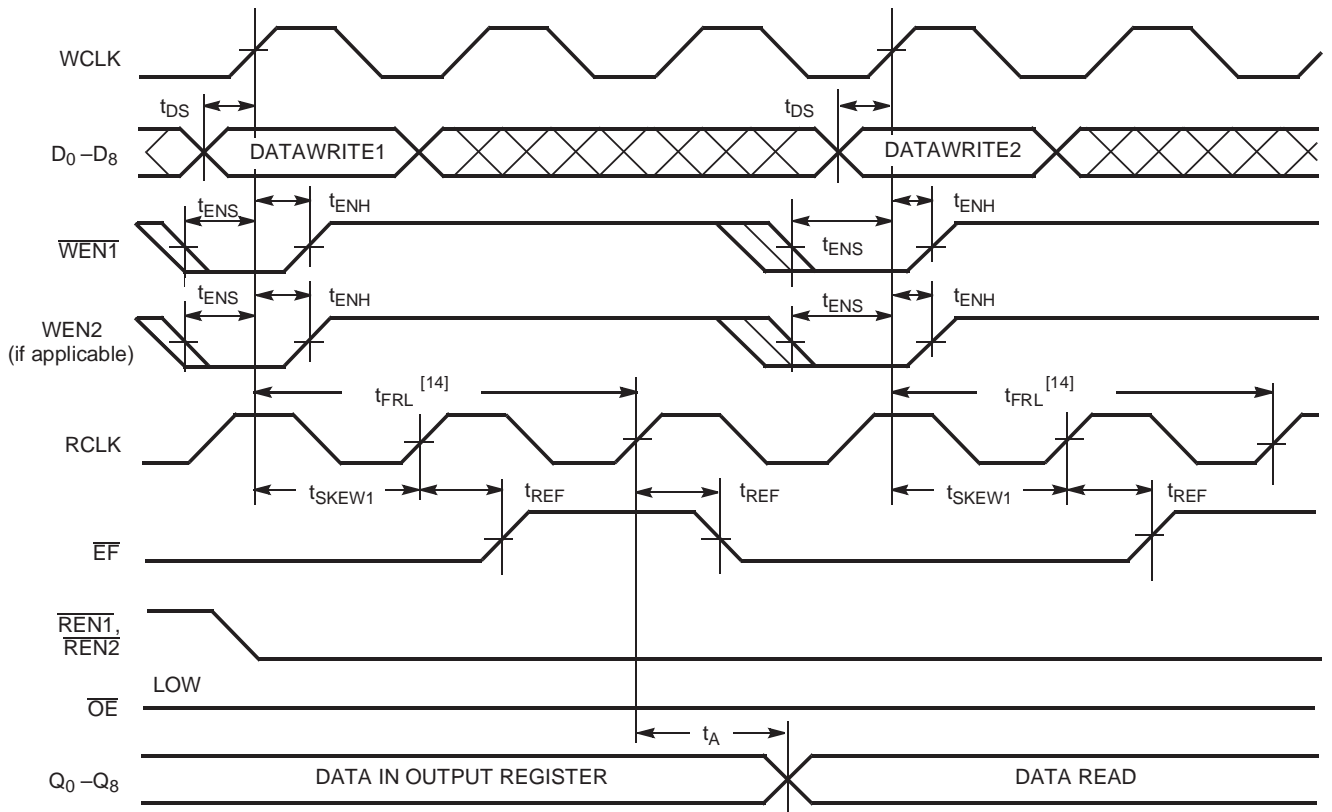 WCLK
tDS
tDS
D0 –D8
DATAWRITE1
DATAWRITE2
tENS
tENH
tENH
WEN1
tENS
tENS
tENH
tENS
tENH
WEN2
(if applicable)
tFRL [14]
tFRL [14]
RCLK
tSKEW1
tREF
tREF
tSKEW1
tREF
EF
REN1,
REN2
LOW
OE
tA
Q0 –Q8
DATA IN OUTPUT REGISTER
DATA READ